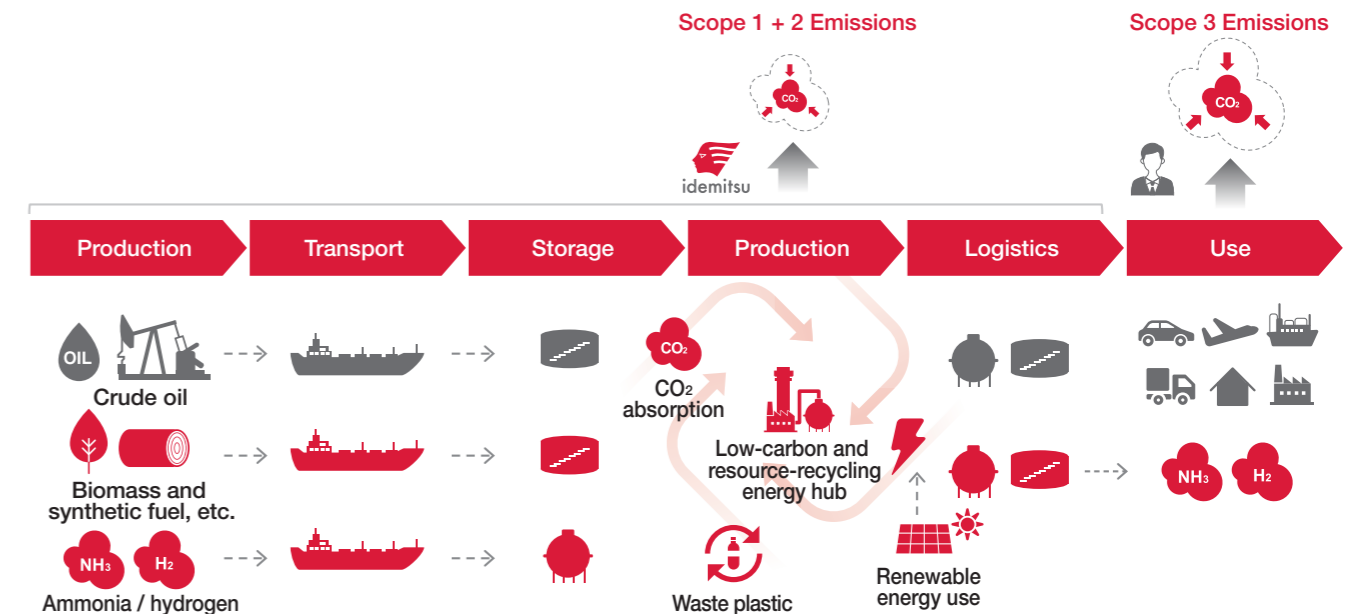 Scope 1 + 2 Emissions
Scope 3 Emissions
CO₂
CO₂
idemitsu
Production
Transport
Storage
Production
Logistics
Use
OIL
Crude oil
CO₂
CO₂
absorption
Biomass and
synthetic fuel, etc.
Low-carbon and
resource-recycling
energy hub
NH₃
H₂
NH₃
H₂
Ammonia / hydrogen
Waste plastic
Renewable
energy use